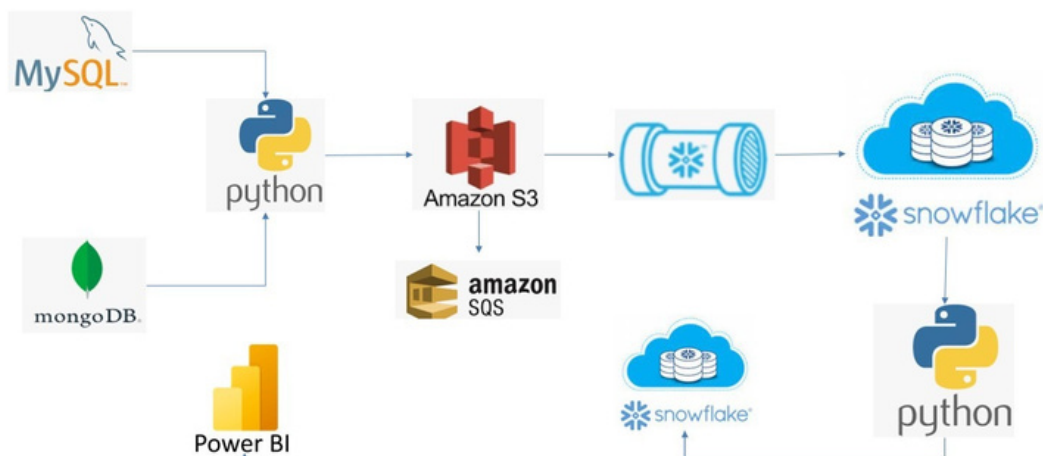 MySQL
python
Amazon S3
snowflake®
mongoDB®
amazon
SQS
Power BI
snowflake®
python